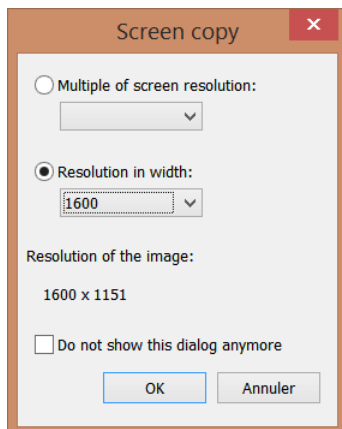 Screen copy
Multiple of screen resolution:
Resolution in width:
1600
Resolution of the image:
1600 x 1151
Do not show this dialog anymore
OK
Annuler